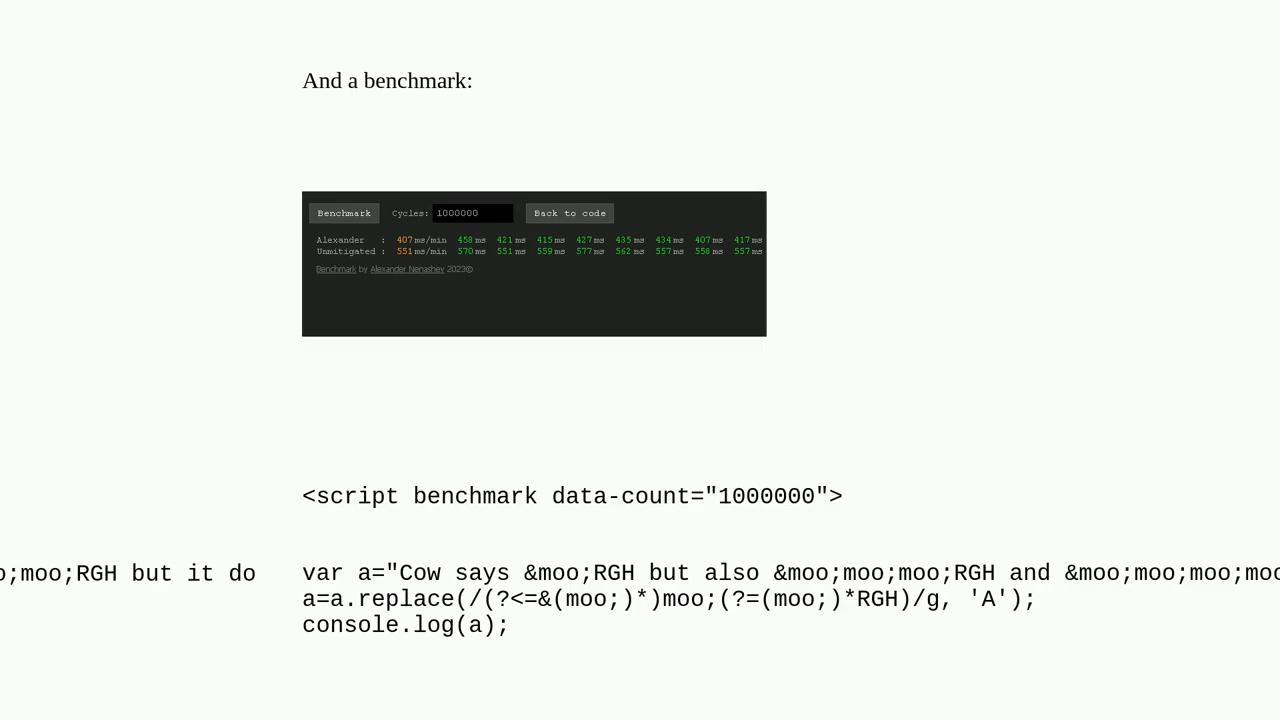 And a benchmark:
Benchmark Cycles: 1000000 Back to code
Alexander : 407 ms/min 458 ms 421 ms 415 ms 427 ms 435 ms 434 ms 407 ms 417 ms
Unmitigated : 551 ms/min 570 ms 551 ms 559 ms 577 ms 562 ms 557 ms 558 ms 557 ms
Benchmark by Alexander Nenashev 2023©
<script benchmark data-count="1000000">
o;moo;RGH but it do
var a="Cow says &moo;RGH but also &moo;moo;moo;RGH and &moo;moo;moo;moo
a=a.replace(/(?<=&(moo;)*)moo;(?=(moo;)*RGH)/g, 'A');
console.log(a);